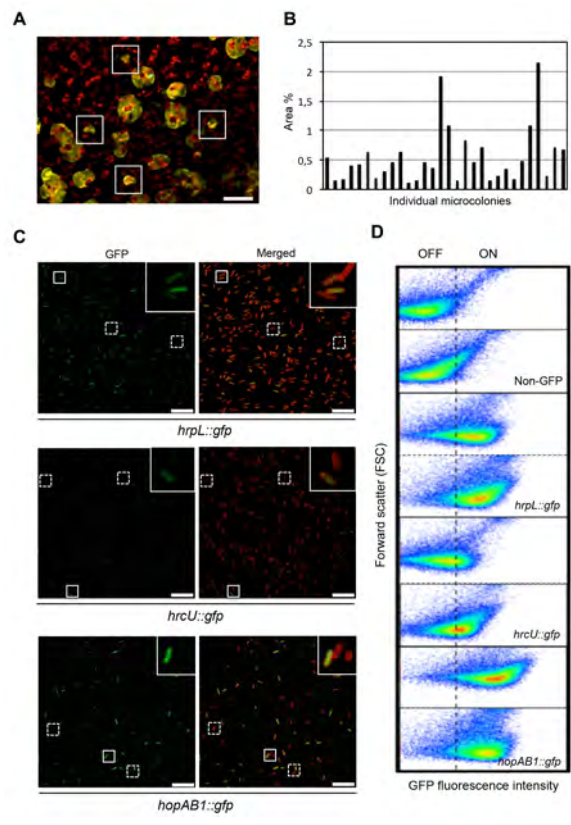 A
B
Area %
2,5
2
1,5
1
0,5
0
Individual microcolonies
C
GFP
Merged
hrpL::gfp
hrcU::gfp
hopAB1::gfp
D
OFF ON
Non-GFP
hrpL::gfp
hrcU::gfp
hopAB1::gfp
Forward scatter (FSC)
GFP fluorescence intensity